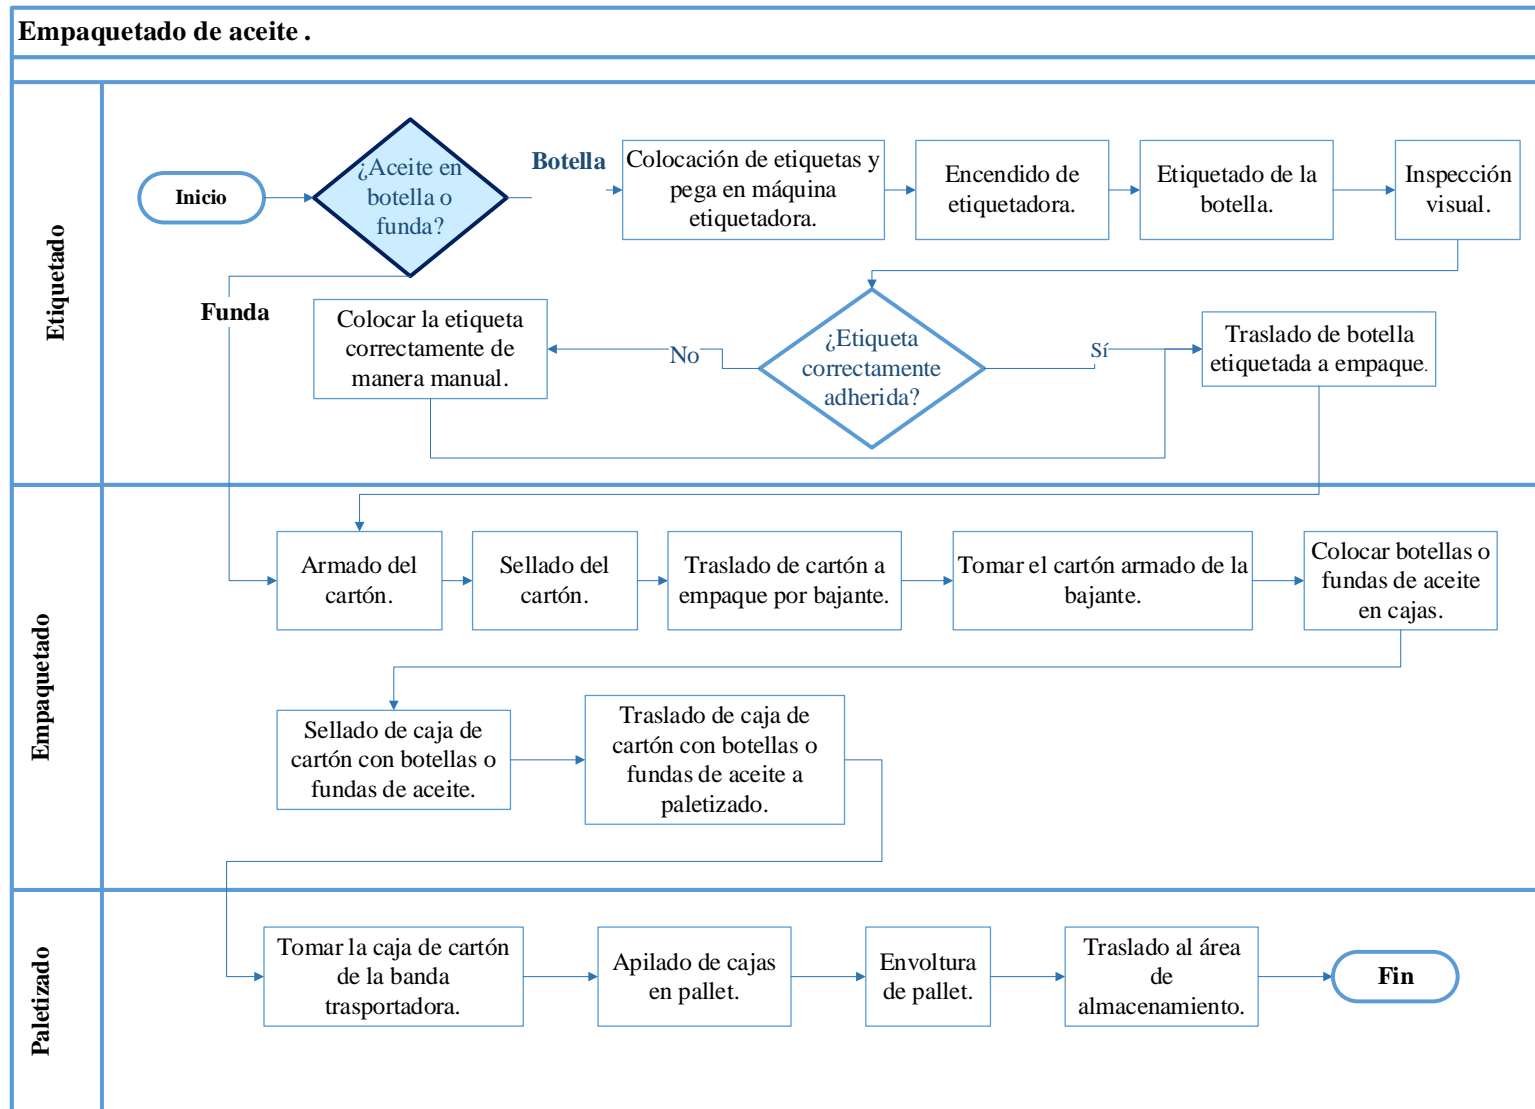 Empaquetado de aceite .
Etiquetado
Inicio
¿Aceite en
botella o
funda?
Botella
Colocación de etiquetas y
pega en máquina
etiquetadora.
Encendido de
etiquetadora.
Etiquetado de la
botella.
Inspección
visual.
Funda
Colocar la etiqueta
correctamente de
manera manual.
No
¿Etiqueta
correctamente
adherida?
Sí
Traslado de botella
etiquetada a empaque.
Empaquetado
Armado del
cartón.
Sellado del
cartón.
Traslado de cartón a
empaque por bajante.
Tomar el cartón armado de la
bajante.
Colocar botellas o
fundas de aceite
en cajas.
Sellado de caja de
cartón con botellas o
fundas de aceite.
Traslado de caja de
cartón con botellas o
fundas de aceite a
paletizado.
Paletizado
Tomar la caja de cartón
de la banda
trasportadora.
Apilado de cajas
en pallet.
Envoltura
de pallet.
Traslado al área
de
almacenamiento.
Fin